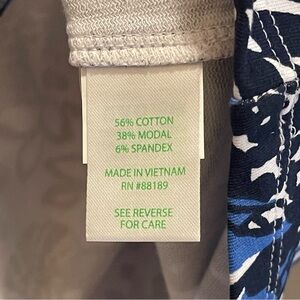 56% COTTON
38% MODAL
6% SPANDEX
MADE IN VIETNAM
RN #88189
SEE REVERSE
FOR CARE